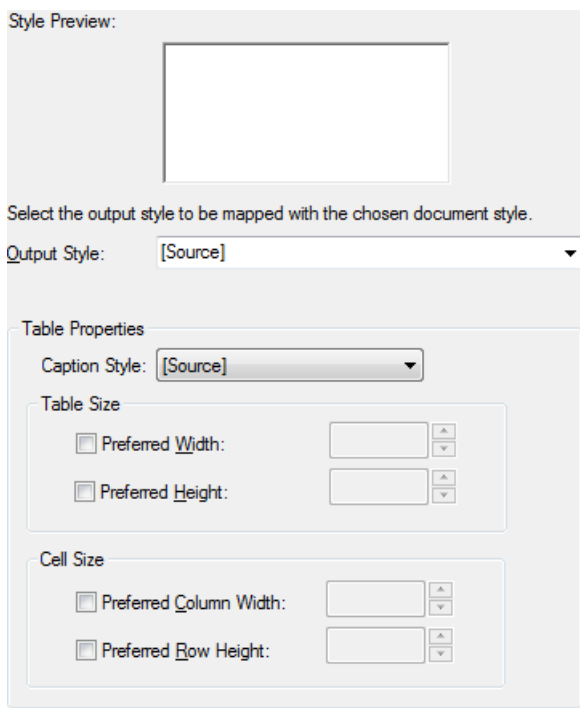 Style Preview:
Select the output style to be mapped with the chosen document style.
Output Style: [Source]
Table Properties
Caption Style: [Source]
Table Size
Preferred Width:
Preferred Height:
Cell Size
Preferred Column Width:
Preferred Row Height: